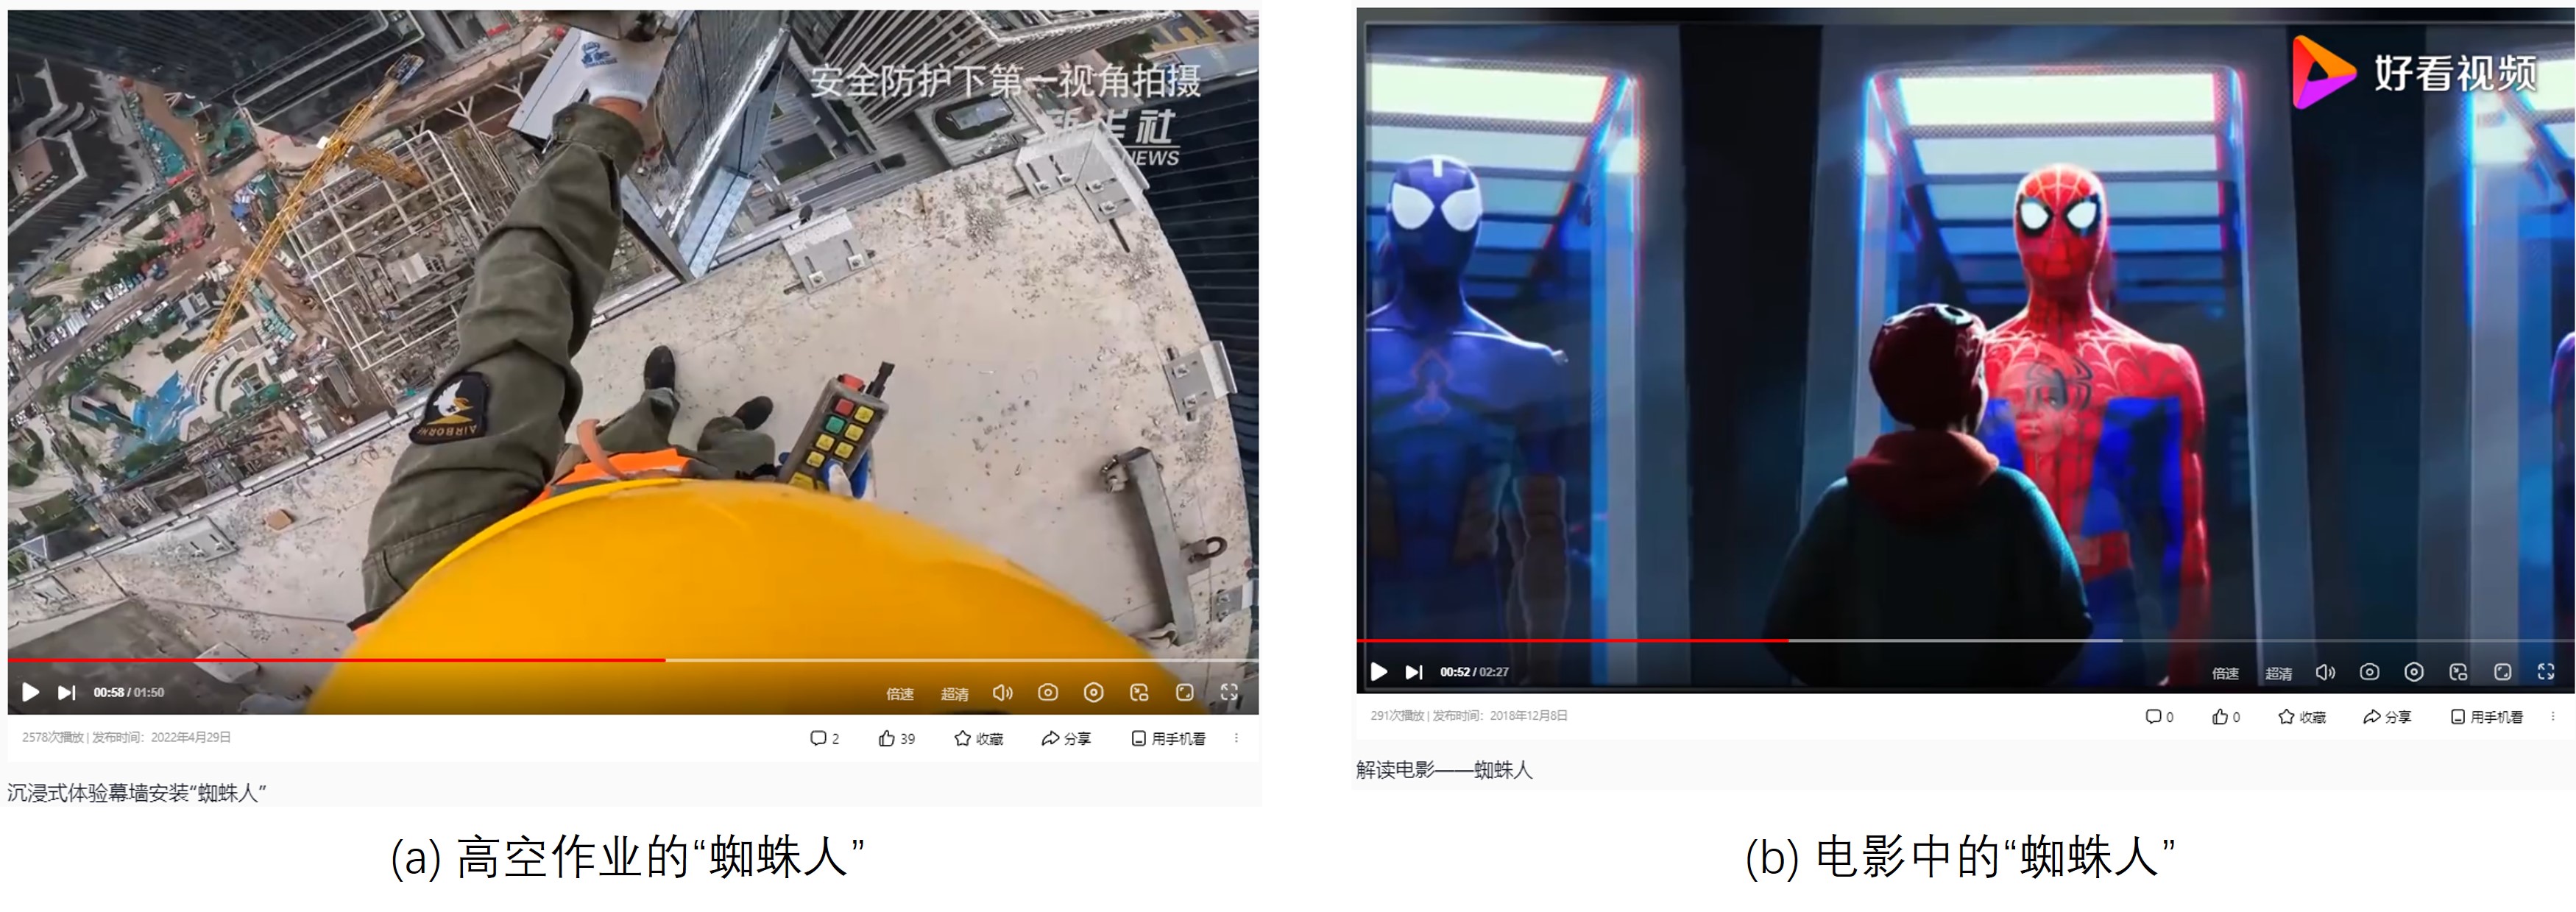 安全防护下第一视角拍摄
新华社
NEWS
AIRBORNE
00:58 / 01:50
倍速
超清
2578次播放 | 发布时间：2022年4月29日
2
39
收藏
分享
用手机看
沉浸式体验幕墙安装“蜘蛛人”
(a) 高空作业的“蜘蛛人”
好看视频
00:52 / 02:27
倍速
超清
291次播放 | 发布时间：2018年12月8日
0
0
收藏
分享
用手机看
解读电影——蜘蛛人
(b) 电影中的“蜘蛛人”